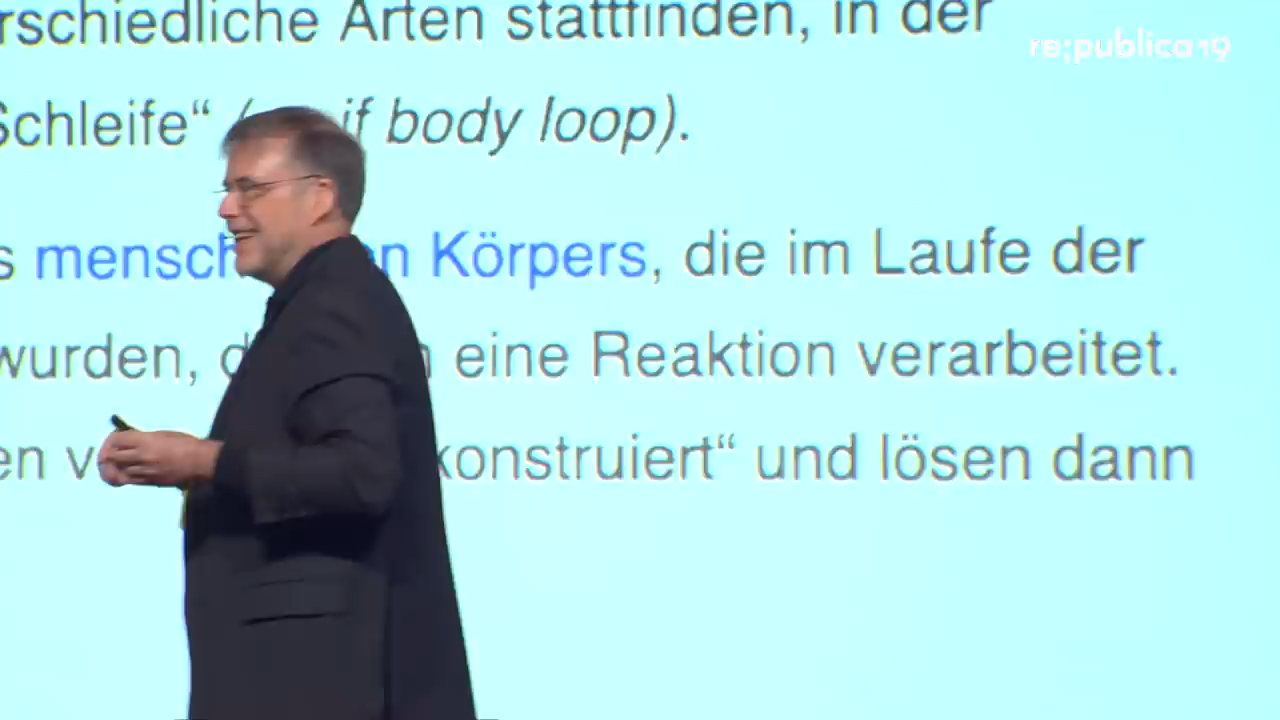 rschiedliche Arten stattfinden, in der
re;publica19
Schleife“ if body loop).
s menschen Körpers, die im Laufe der
wurden, eine Reaktion verarbeitet.
en konstruiert“ und lösen dann